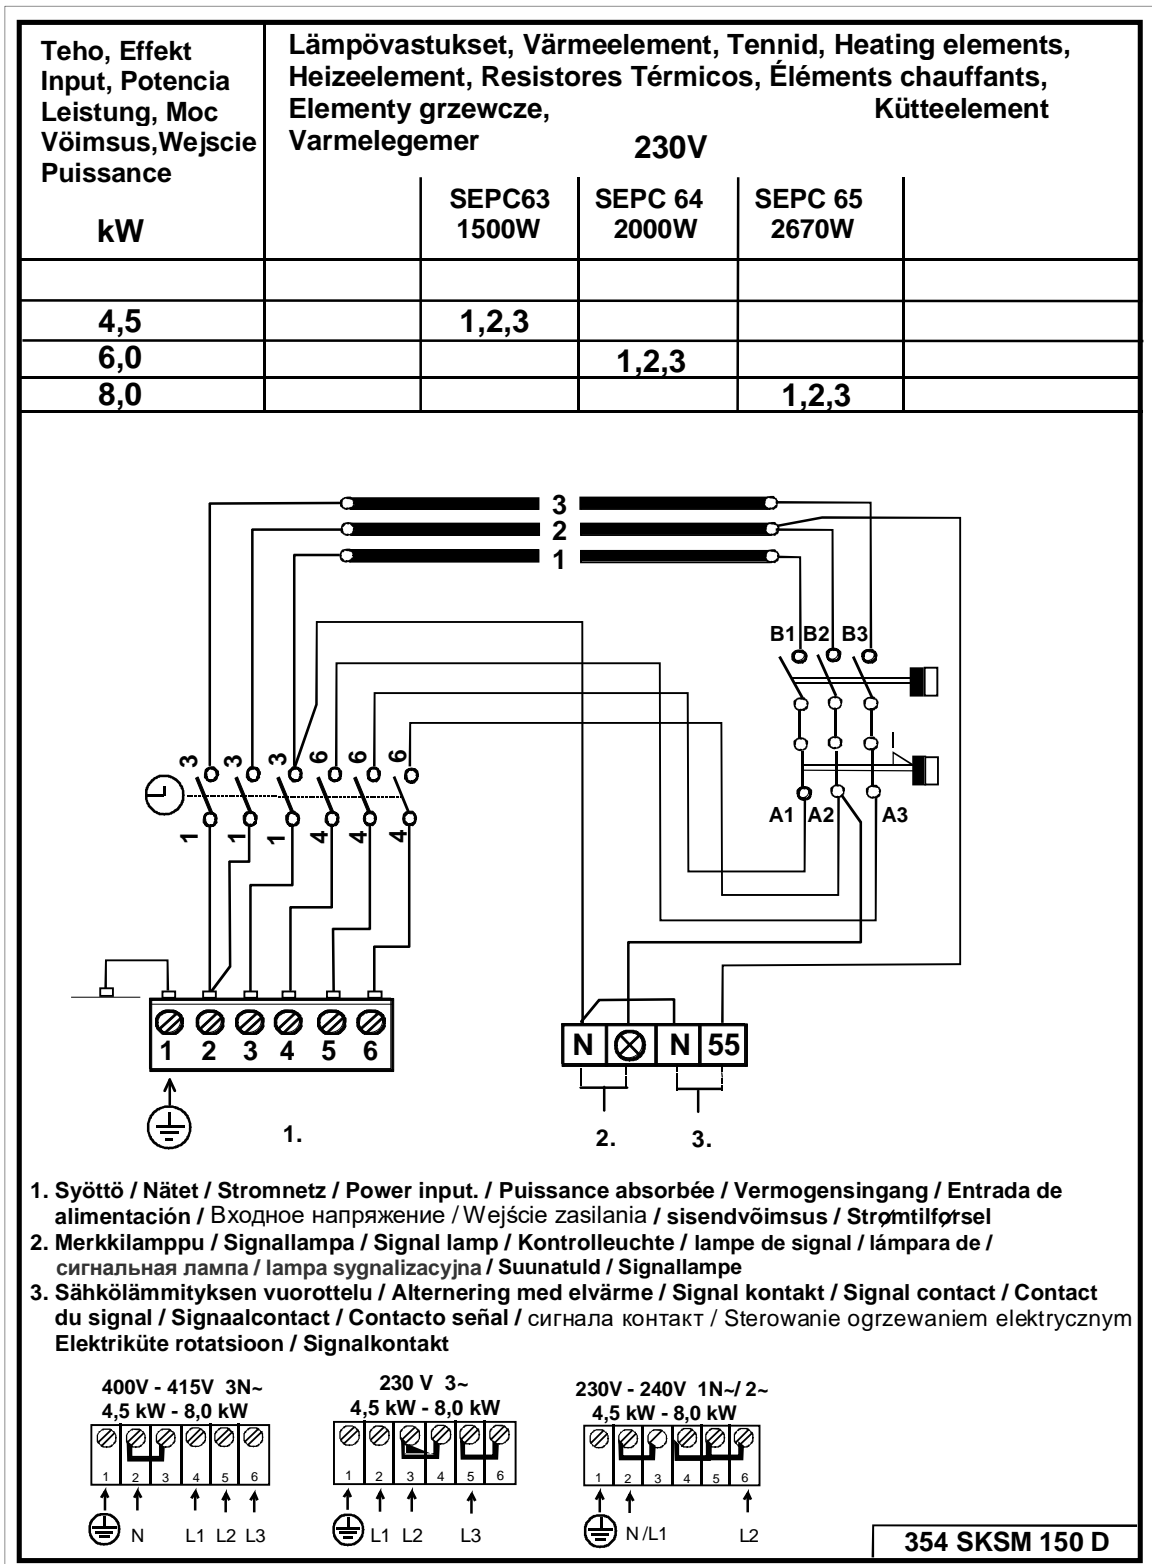 Teho, Effekt
Input, Potencia
Leistung, Moc
Vöimsus,Wejscie
Puissance
kW
Lämpövastukset, Värmeelement, Tennid, Heating elements,
Heizeelement, Resistores Térmicos, Éléments chauffants,
Elementy grzewcze, Kütteelement
Varmelegemer 230V
SEPC63 SEPC 64 SEPC 65
1500W 2000W 2670W
4,5 1,2,3
6,0 1,2,3
8,0 1,2,3
3
2
1
B1 B2 B3
3 3 3 6 6 6
1 1 1 4 4 4
A1 A2 A3
1 2 3 4 5 6
N N 55
1. 2. 3.
1. Syöttö / Nätet / Stromnetz / Power input. / Puissance absorbée / Vermogensingang / Entrada de
alimentación / Входное напряжение / Wejście zasilania / sisendvõimsus / Strømtilførsel
2. Merkkilamppu / Signallampa / Signal lamp / Kontrolleuchte / lampe de signal / lámpara de /
сигнальная лампа / lampa sygnalizacyjna / Suunatuld / Signallampe
3. Sähkölämmityksen vuorottelu / Alternering med elvärme / Signal kontakt / Signal contact / Contact
du signal / Signaalcontact / Contacto señal / сигнала контакт / Sterowanie ogrzewaniem elektrycznym
Elektriküte rotatsioon / Signalkontakt
400V - 415V 3N~
4,5 kW - 8,0 kW
1 2 3 4 5 6
N L1 L2 L3
230 V 3~
4,5 kW - 8,0 kW
1 2 3 4 5 6
L1 L2 L3
230V - 240V 1N~/ 2~
4,5 kW - 8,0 kW
1 2 3 4 5 6
N /L1 L2
354 SKSM 150 D